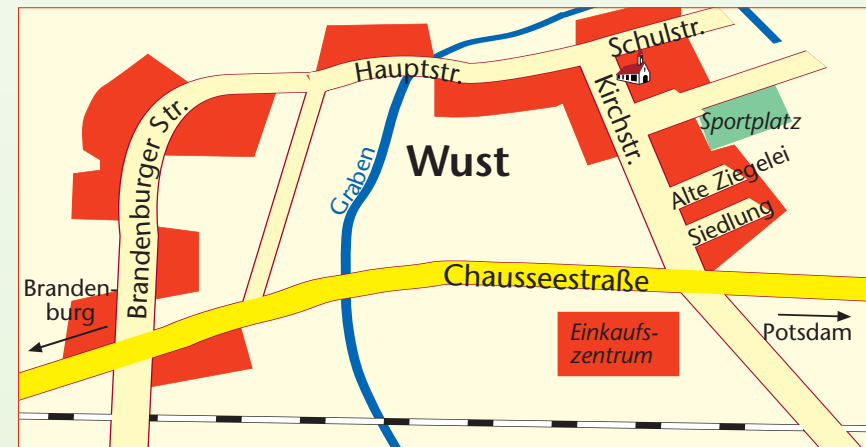 Schulstr.
Hauptstr.
Kirchstr.
Brandenburger Str.
Sportplatz
Graben
Wust
Alte Ziegelei
Siedlung
Chausseestraße
Branden-
burg
Einkaufs-
zentrum
Potsdam